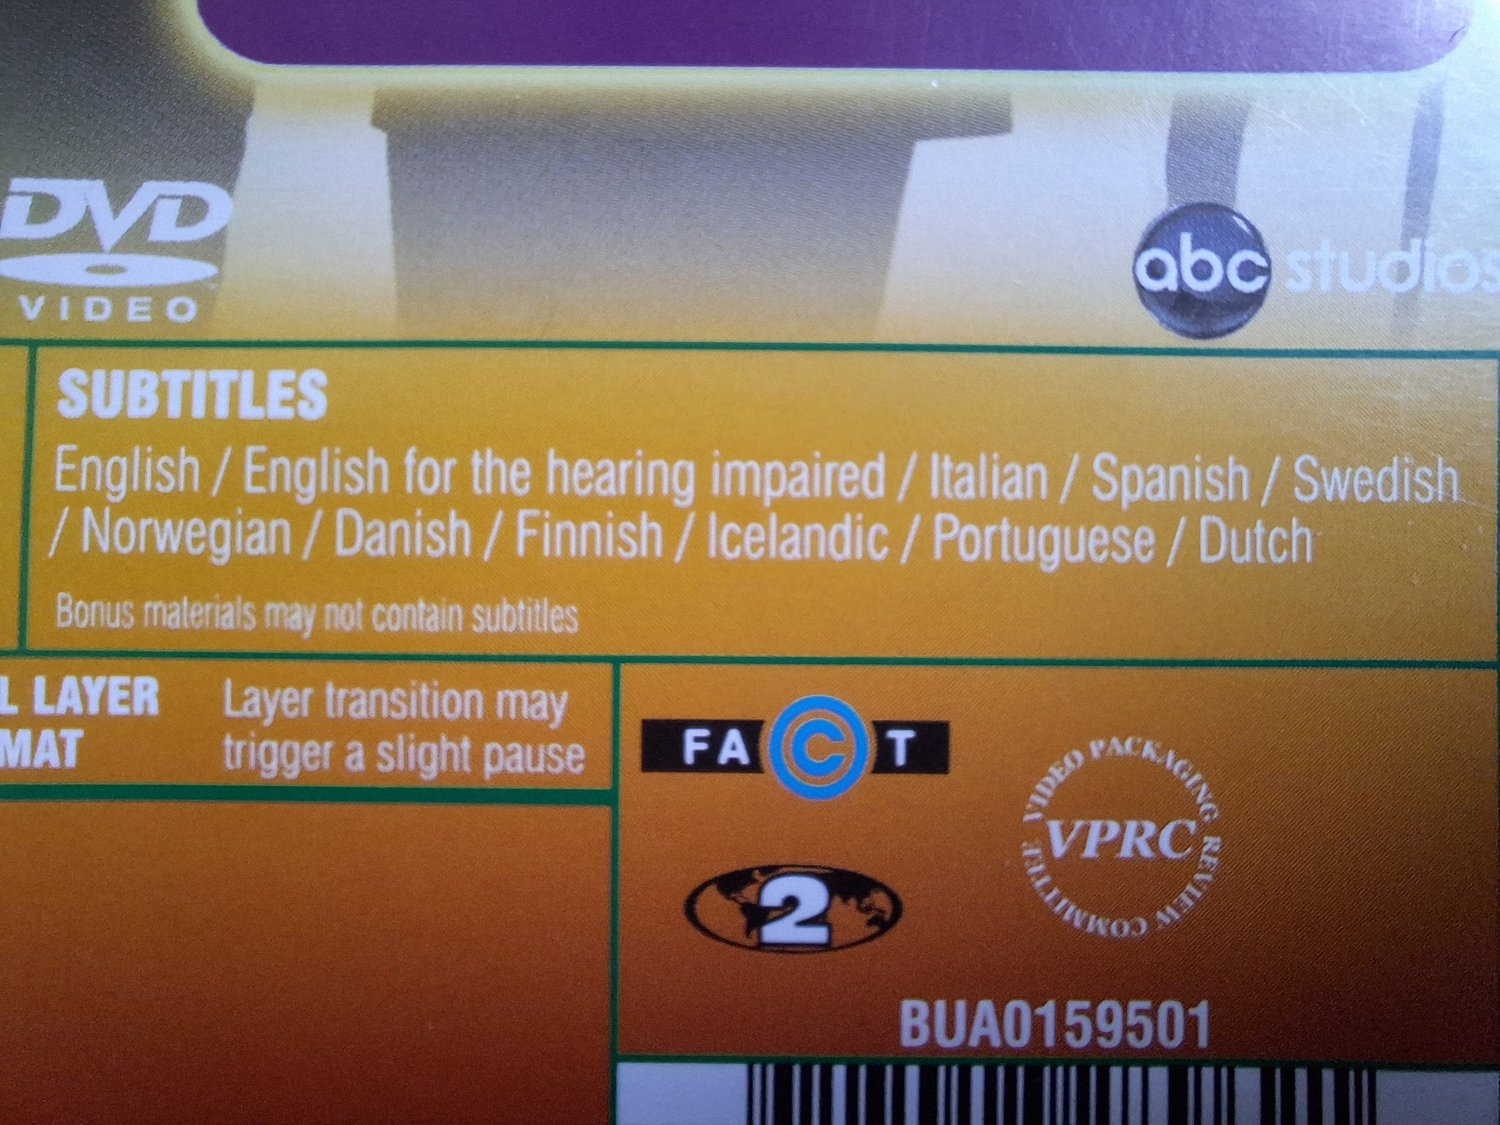 DVD
VIDEO
abc studios
SUBTITLES
English / English for the hearing impaired / Italian / Spanish / Swedish
/ Norwegian / Danish / Finnish / Icelandic / Portuguese / Dutch
Bonus materials may not contain subtitles
L LAYER
MAT
Layer transition may
trigger a slight pause
FACT
VIDEO PACKAGING REVIEW COMMITTEE
VPRC
2
BUA0159501